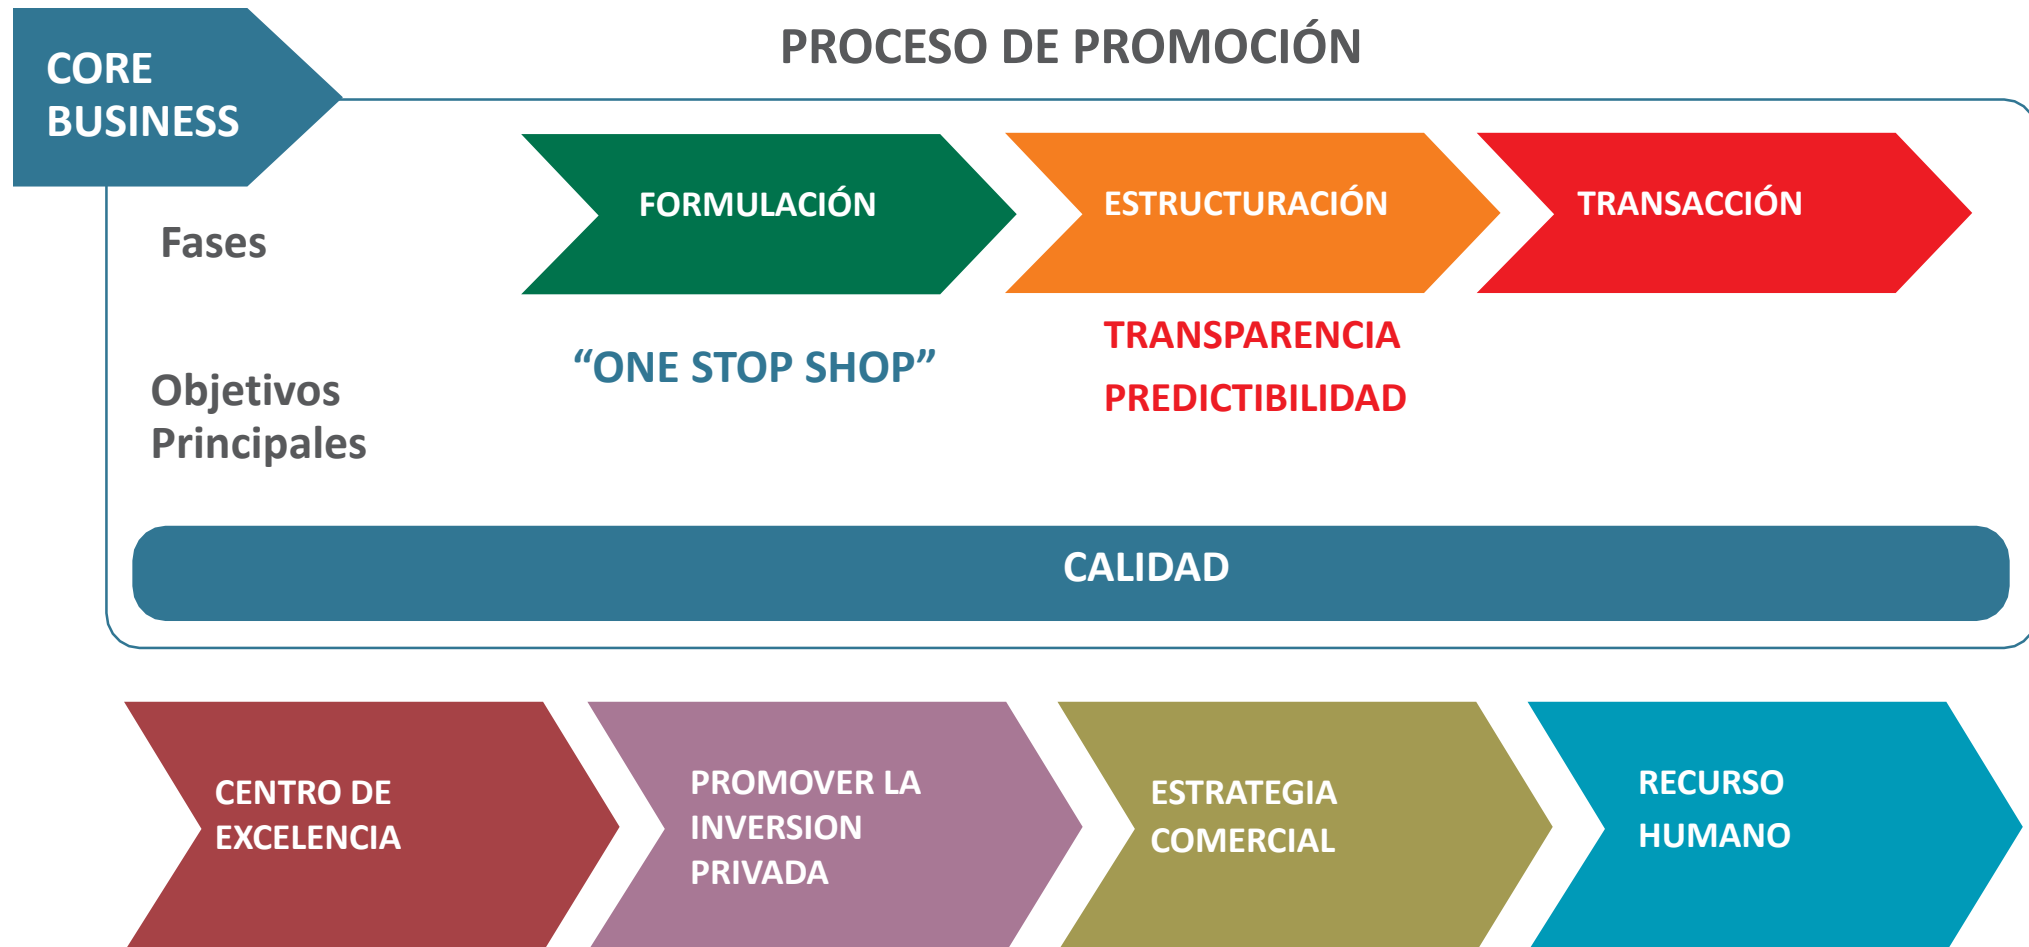 PROCESO DE PROMOCIÓN
CORE
BUSINESS
Fases
FORMULACIÓN
ESTRUCTURACIÓN
TRANSACCIÓN
Objetivos
Principales
“ONE STOP SHOP”
TRANSPARENCIA
PREDICTIBILIDAD
CALIDAD
CENTRO DE
EXCELENCIA
PROMOVER LA
INVERSION
PRIVADA
ESTRATEGIA
COMERCIAL
RECURSO
HUMANO